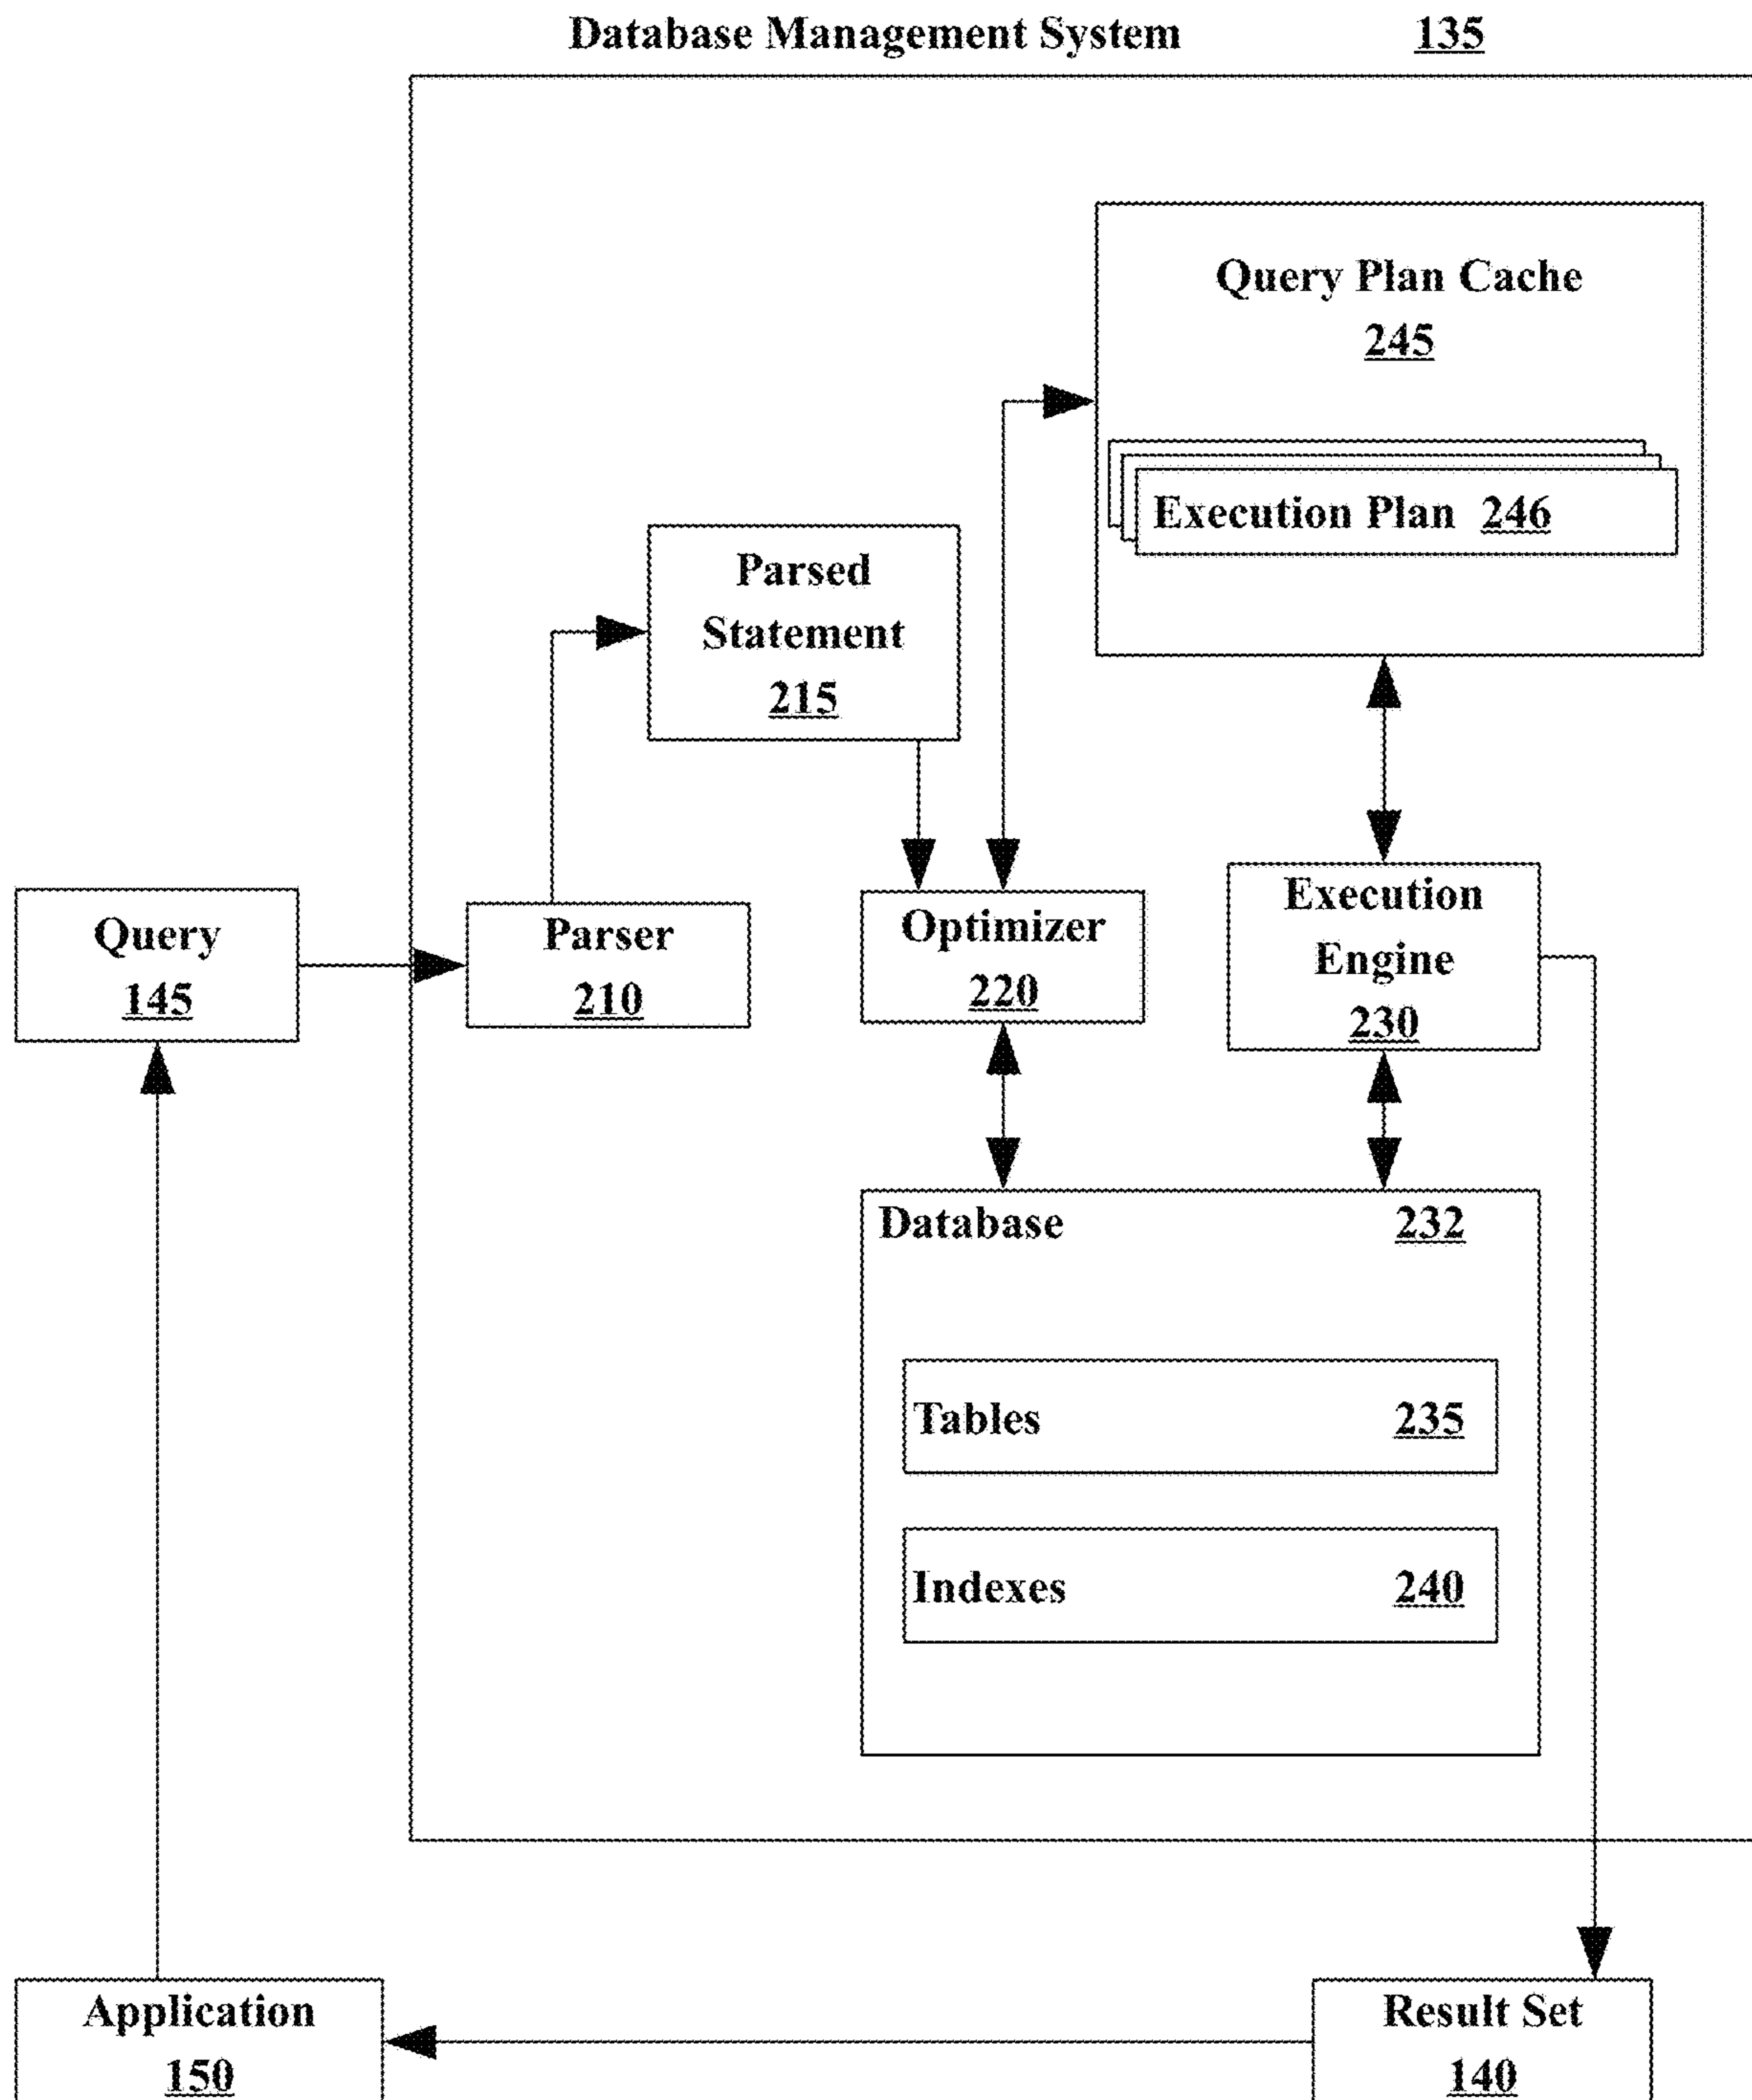 Database Management System 135
Query Plan Cache
245
Execution Plan 246
Parsed
Statement
215
Query
145
Parser
210
Optimizer
220
Execution
Engine
230
Database 232
Tables 235
Indexes 240
Application
150
Result Set
140